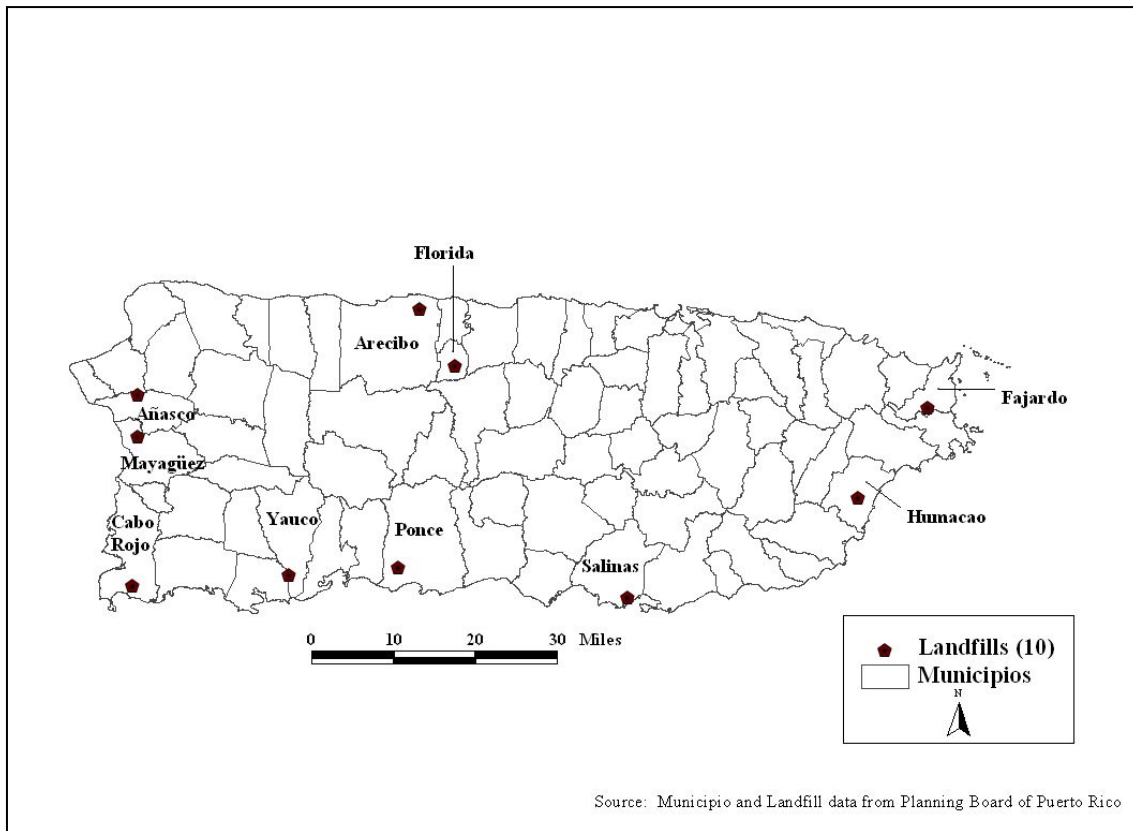 Florida
Arecibo
Añasco
Mayagüez
Fajardo
Humacao
Cabo
Rojo
Yauco
Ponce
Salinas
0 10 20 30 Miles
Landfills (10)
Municipios
N
Source: Municipio and Landfill data from Planning Board of Puerto Rico